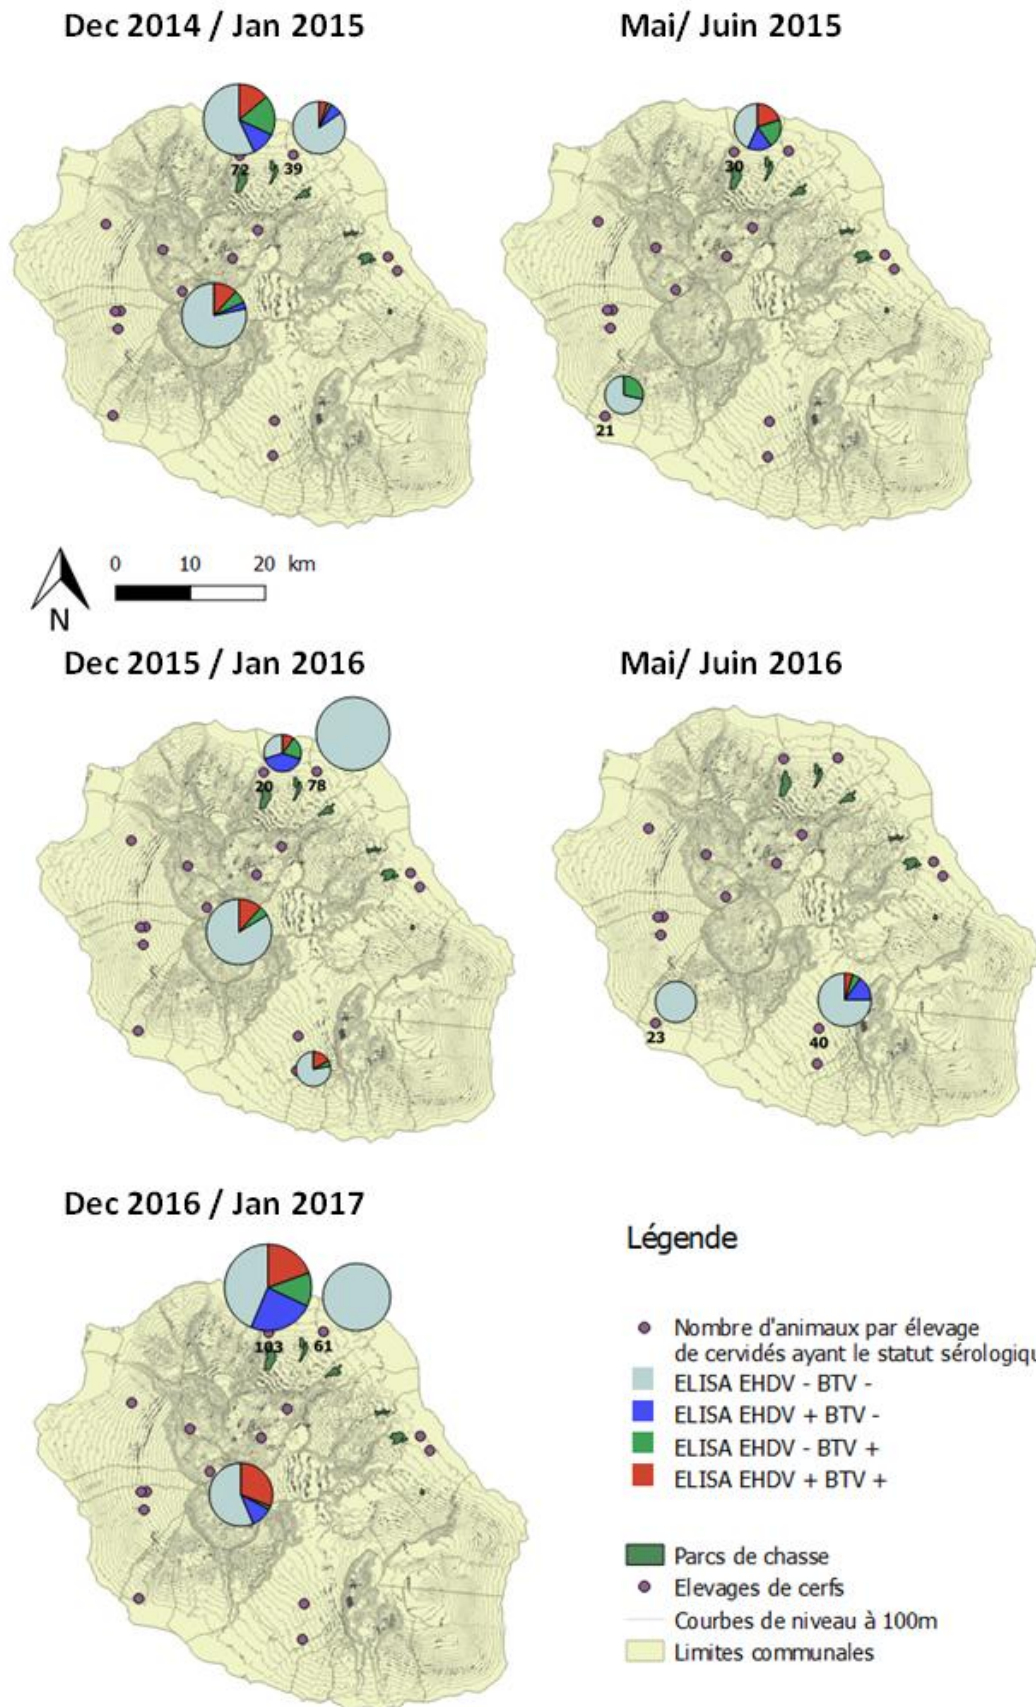 Dec 2014 / Jan 2015
Mai/ Juin 2015
72
39
30
21
0 10 20 km
N
Dec 2015 / Jan 2016
Mai/ Juin 2016
20
78
23
40
Dec 2016 / Jan 2017
103
61
Légende
Nombre d'animaux par élevage
de cervidés ayant le statut sérologiqu
ELISA EHDV - BTV -
ELISA EHDV + BTV -
ELISA EHDV - BTV +
ELISA EHDV + BTV +
Parcs de chasse
Elevages de cerfs
Courbes de niveau à 100m
Limites communales